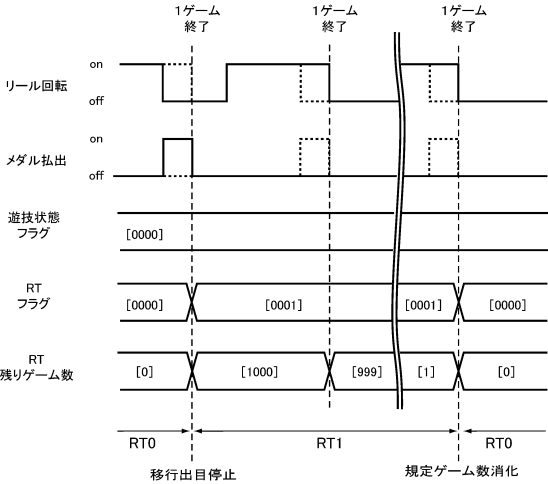 1ゲーム 1ゲーム 1ゲーム
終了 終了 終了
on
リール回転
off
on
メダル払出
off
遊技状態
フラグ
[0000]
RT
フラグ
[0000] [0001] [0001] [0000]
RT
残りゲーム数
[0] [1000] [999] [1] [0]
RT0 RT1 RT0
移行出目停止 規定ゲーム数消化